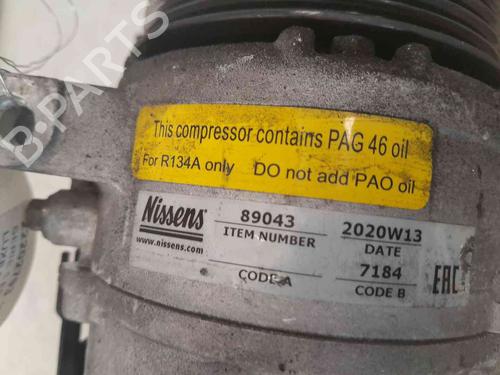 B-PARTS
This compressor contains PAG 46 oil
For R134A only DO not add PAO oil
Nissens
www.nissens.com
89043
ITEM NUMBER
2020W13
DATE
CODE A
7184
CODE B
EAC